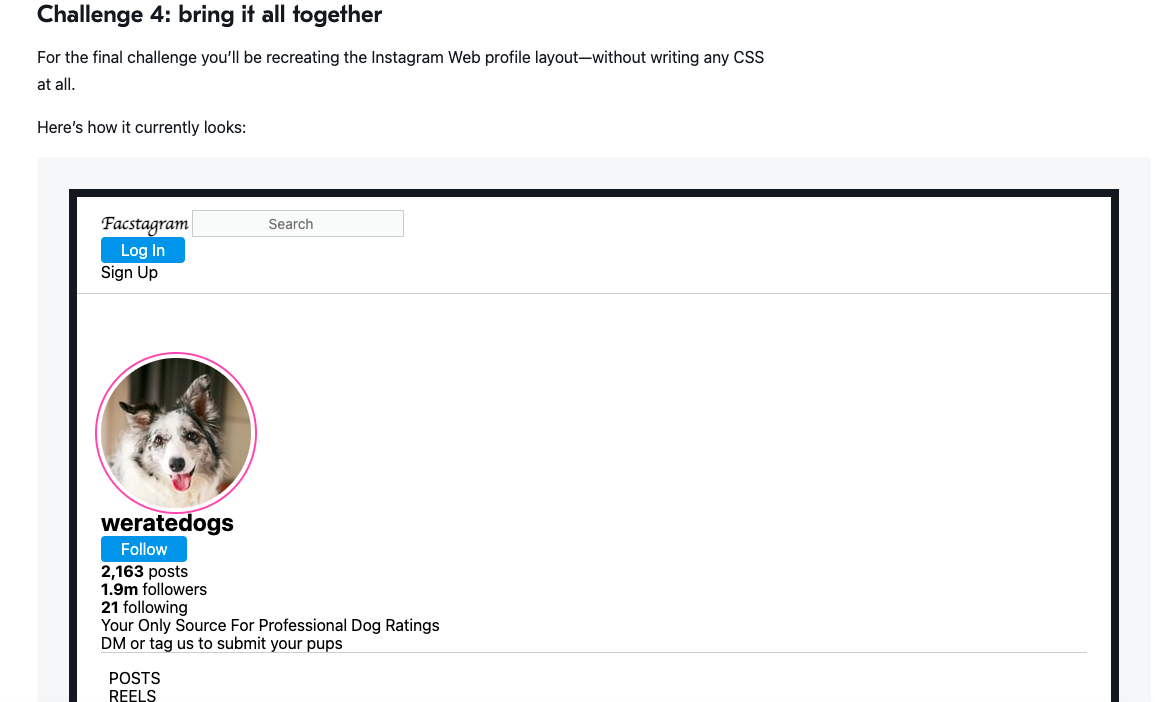 Challenge 4: bring it all together
For the final challenge you’ll be recreating the Instagram Web profile layout—without writing any CSS
at all.
Here’s how it currently looks:
Facstagram
Search
Log In
Sign Up
weratedogs
Follow
2,163 posts
1.9m followers
21 following
Your Only Source For Professional Dog Ratings
DM or tag us to submit your pups
POSTS
REELS